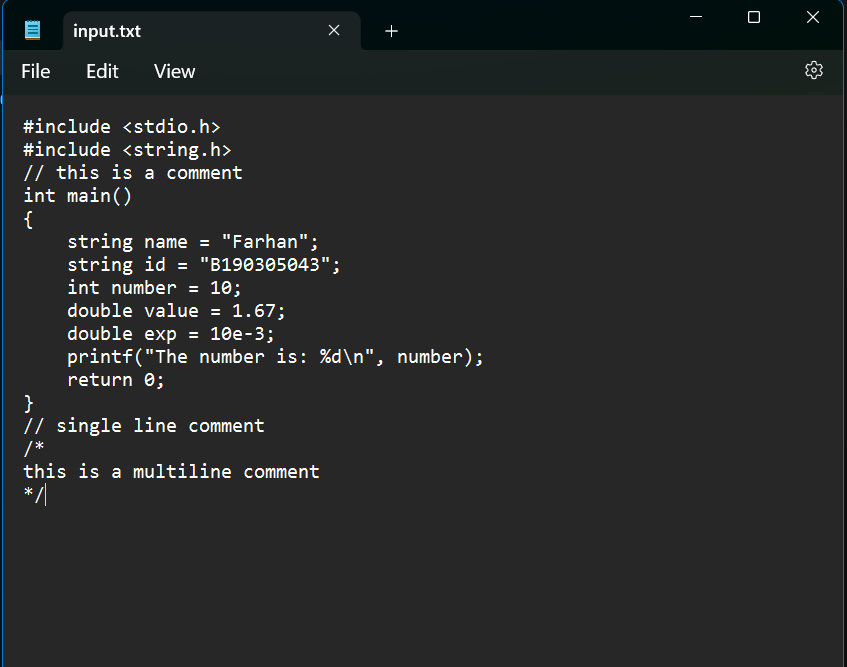 input.txt
File Edit View
#include <stdio.h>
#include <string.h>
// this is a comment
int main()
{
    string name = "Farhan";
    string id = "B190305043";
    int number = 10;
    double value = 1.67;
    double exp = 10e-3;
    printf("The number is: %d\n", number);
    return 0;
}
// single line comment
/*
this is a multiline comment
*/